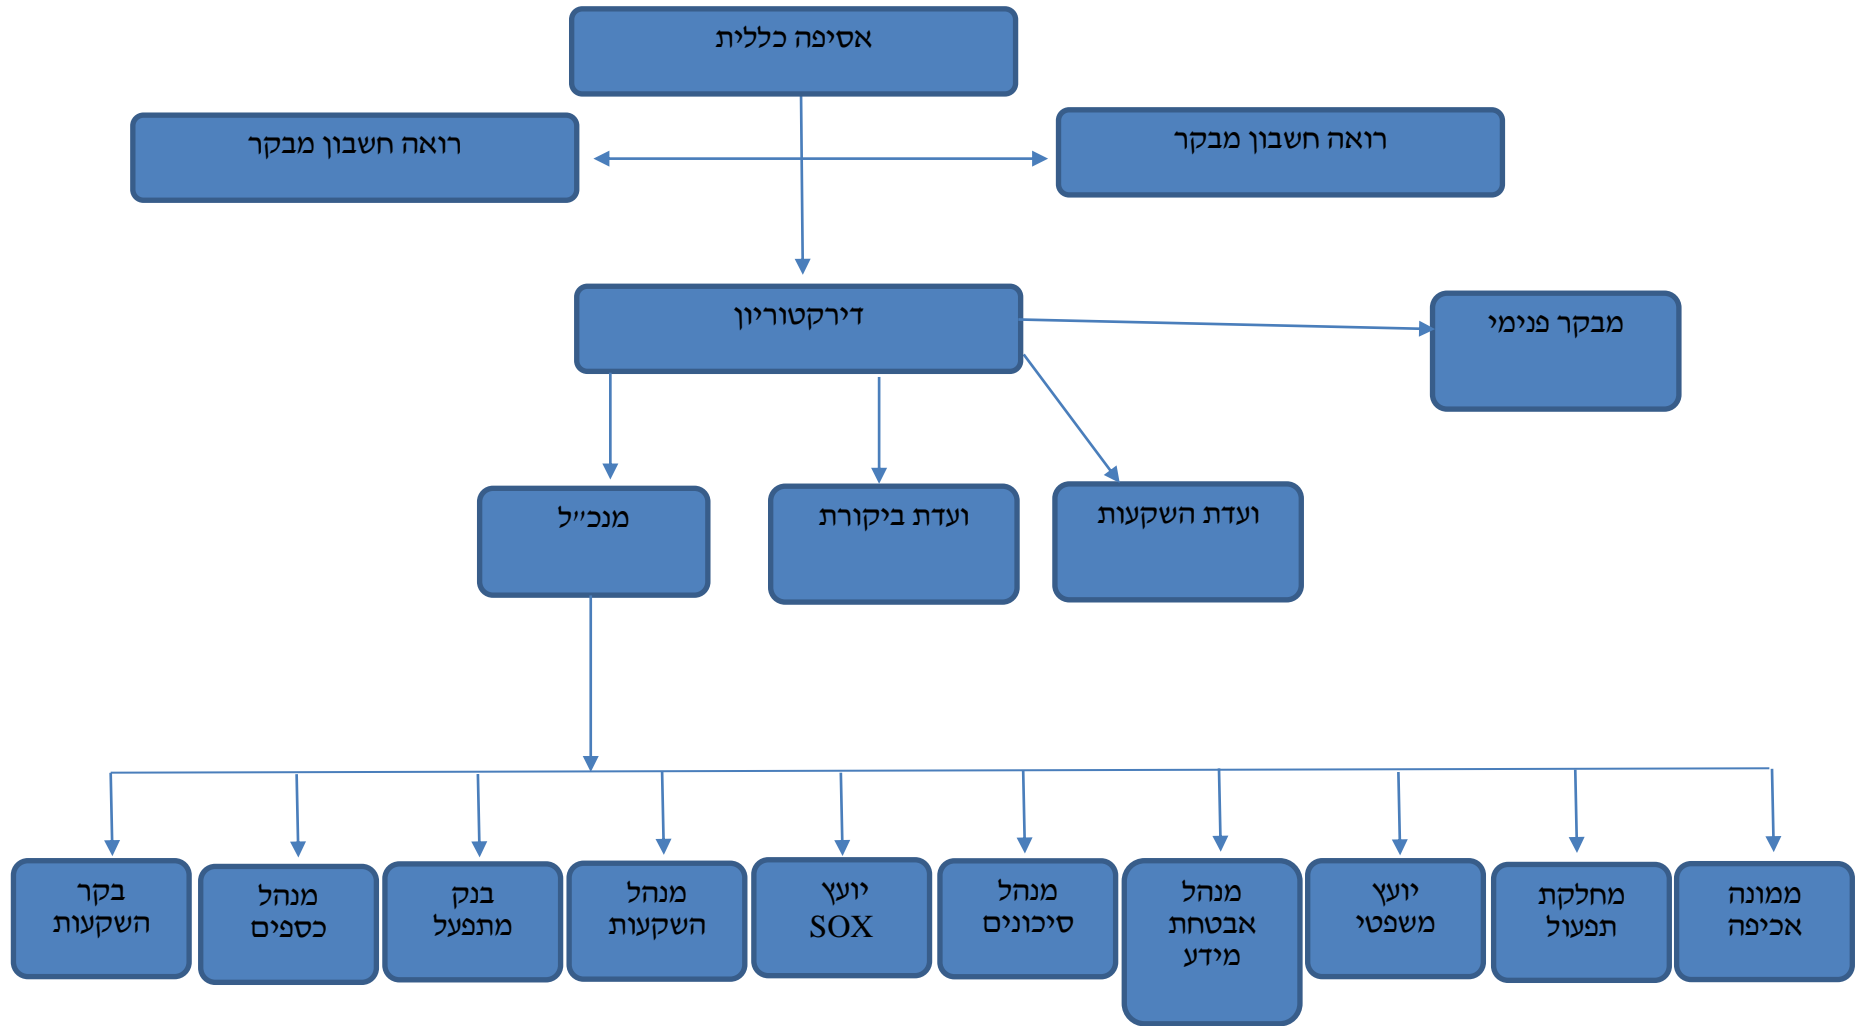 אסיפה כללית
רואה חשבון מבקר
רואה חשבון מבקר
דירקטוריון
מבקר פנימי
ועדת השקעות
ועדת ביקורת
מנכ״ל
ממונה
אכיפה
מחלקת
תפעול
יועץ
משפטי
מנהל
אבטחת
מידע
מנהל
סיכונים
יועץ
SOX
מנהל
השקעות
בנק
מתפעל
מנהל
כספים
בקר
השקעות